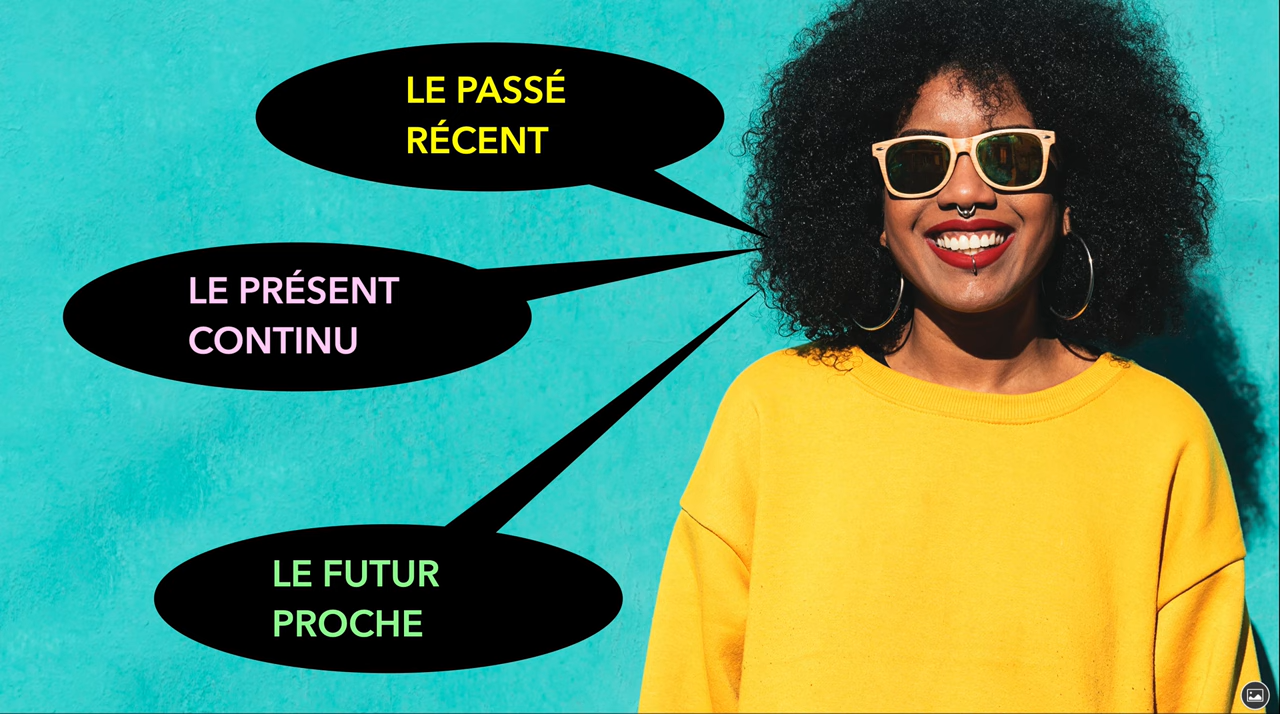 LE PASSÉ
RÉCENT
LE PRÉSENT
CONTINU
LE FUTUR
PROCHE